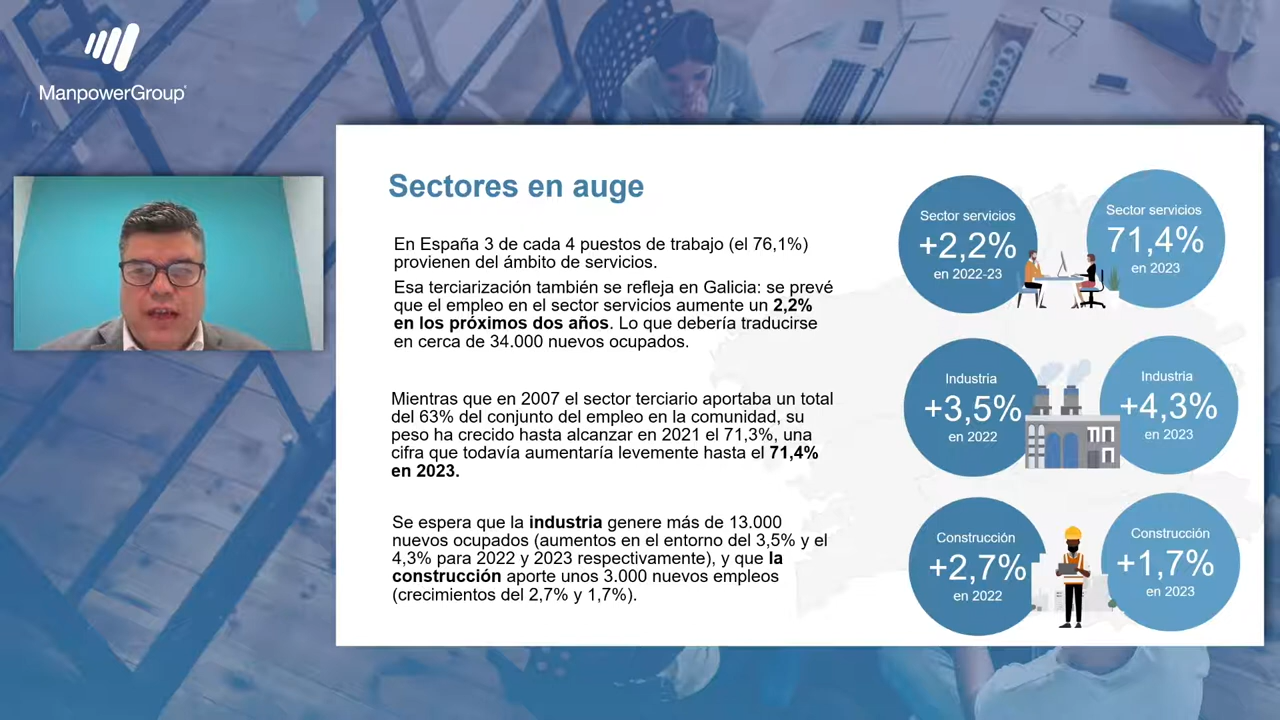 ManpowerGroup
Sectores en auge
En España 3 de cada 4 puestos de trabajo (el 76,1%)
provienen del ámbito de servicios.
Esa terciarización también se refleja en Galicia: se prevé
que el empleo en el sector servicios aumente un 2,2%
en los próximos dos años. Lo que debería traducirse
en cerca de 34.000 nuevos ocupados.
Mientras que en 2007 el sector terciario aportaba un total
del 63% del conjunto del empleo en la comunidad, su
peso ha crecido hasta alcanzar en 2021 el 71,3%, una
cifra que todavía aumentaría levemente hasta el 71,4%
en 2023.
Se espera que la industria genere más de 13.000
nuevos ocupados (aumentos en el entorno del 3,5% y el
4,3% para 2022 y 2023 respectivamente), y que la
construcción aporte unos 3.000 nuevos empleos
(crecimientos del 2,7% y 1,7%).
Sector servicios
+2,2%
en 2022-23
Sector servicios
71,4%
en 2023
Industria
+3,5%
en 2022
Industria
+4,3%
en 2023
Construcción
+2,7%
en 2022
Construcción
+1,7%
en 2023